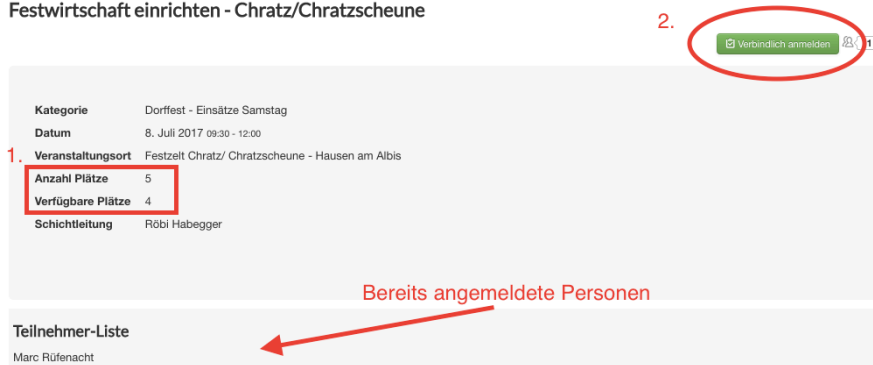 Festwirtschaft einrichten - Chratz/Chratzscheune
2.
Verbindlich anmelden 1
Kategorie Dorffest - Einsätze Samstag
Datum 8. Juli 2017 09:30 - 12:00
1. Veranstaltungsort Festzelt Chratz/ Chratzscheune - Hausen am Albis
Anzahl Plätze 5
Verfügbare Plätze 4
Schichtleitung Röbi Habegger
Bereits angemeldete Personen
Teilnehmer-Liste
Marc Rüfenacht